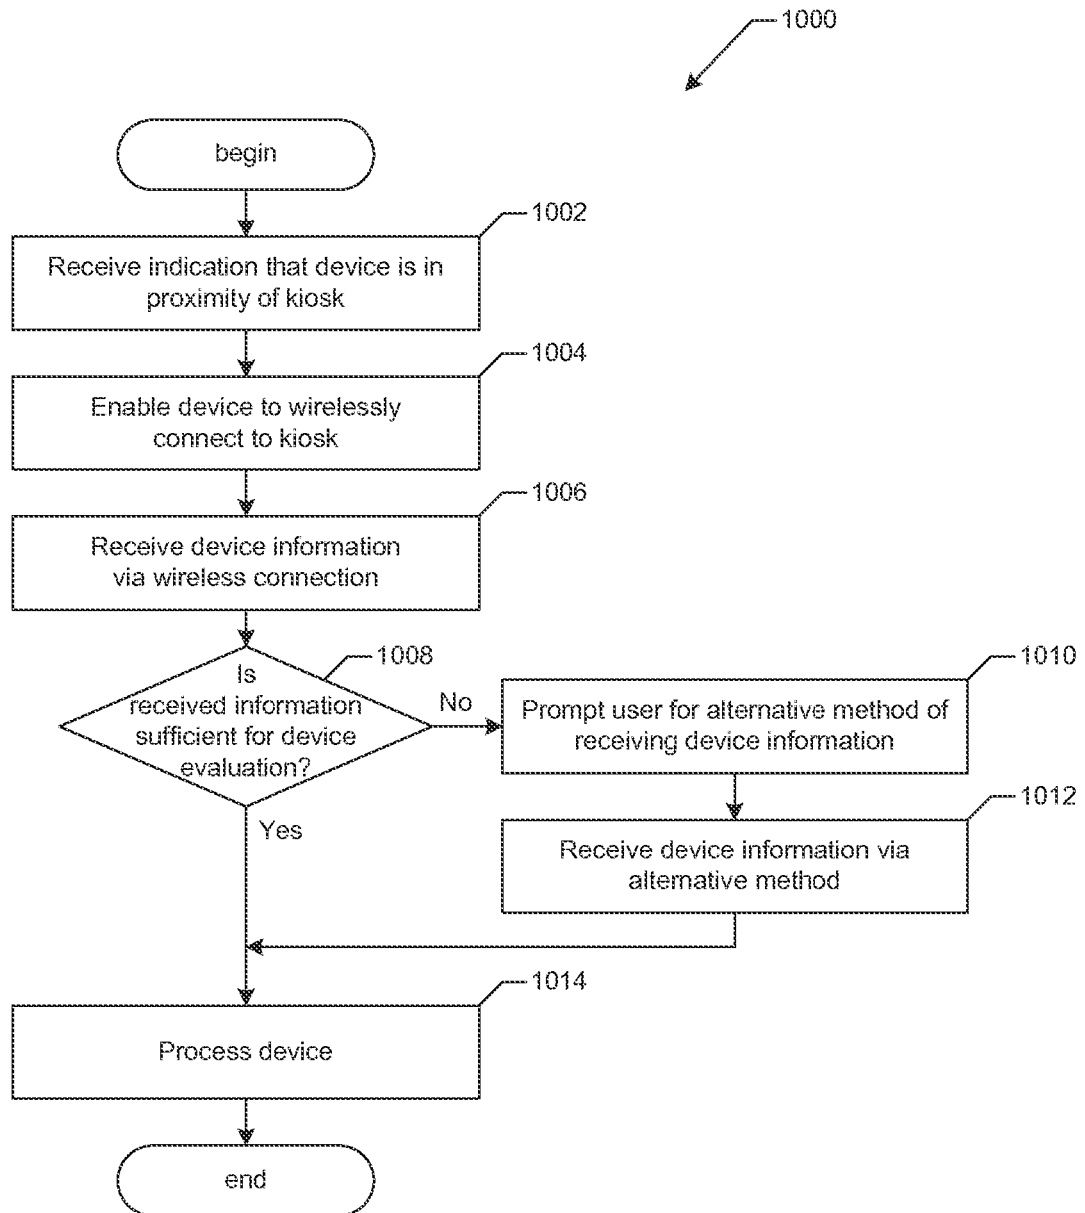 1000
begin
1002
Receive indication that device is in
proximity of kiosk
1004
Enable device to wirelessly
connect to kiosk
1006
Receive device information
via wireless connection
1008
Is
received information
sufficient for device
evaluation?
No
Yes
1010
Prompt user for alternative method of
receiving device information
1012
Receive device information via
alternative method
1014
Process device
end